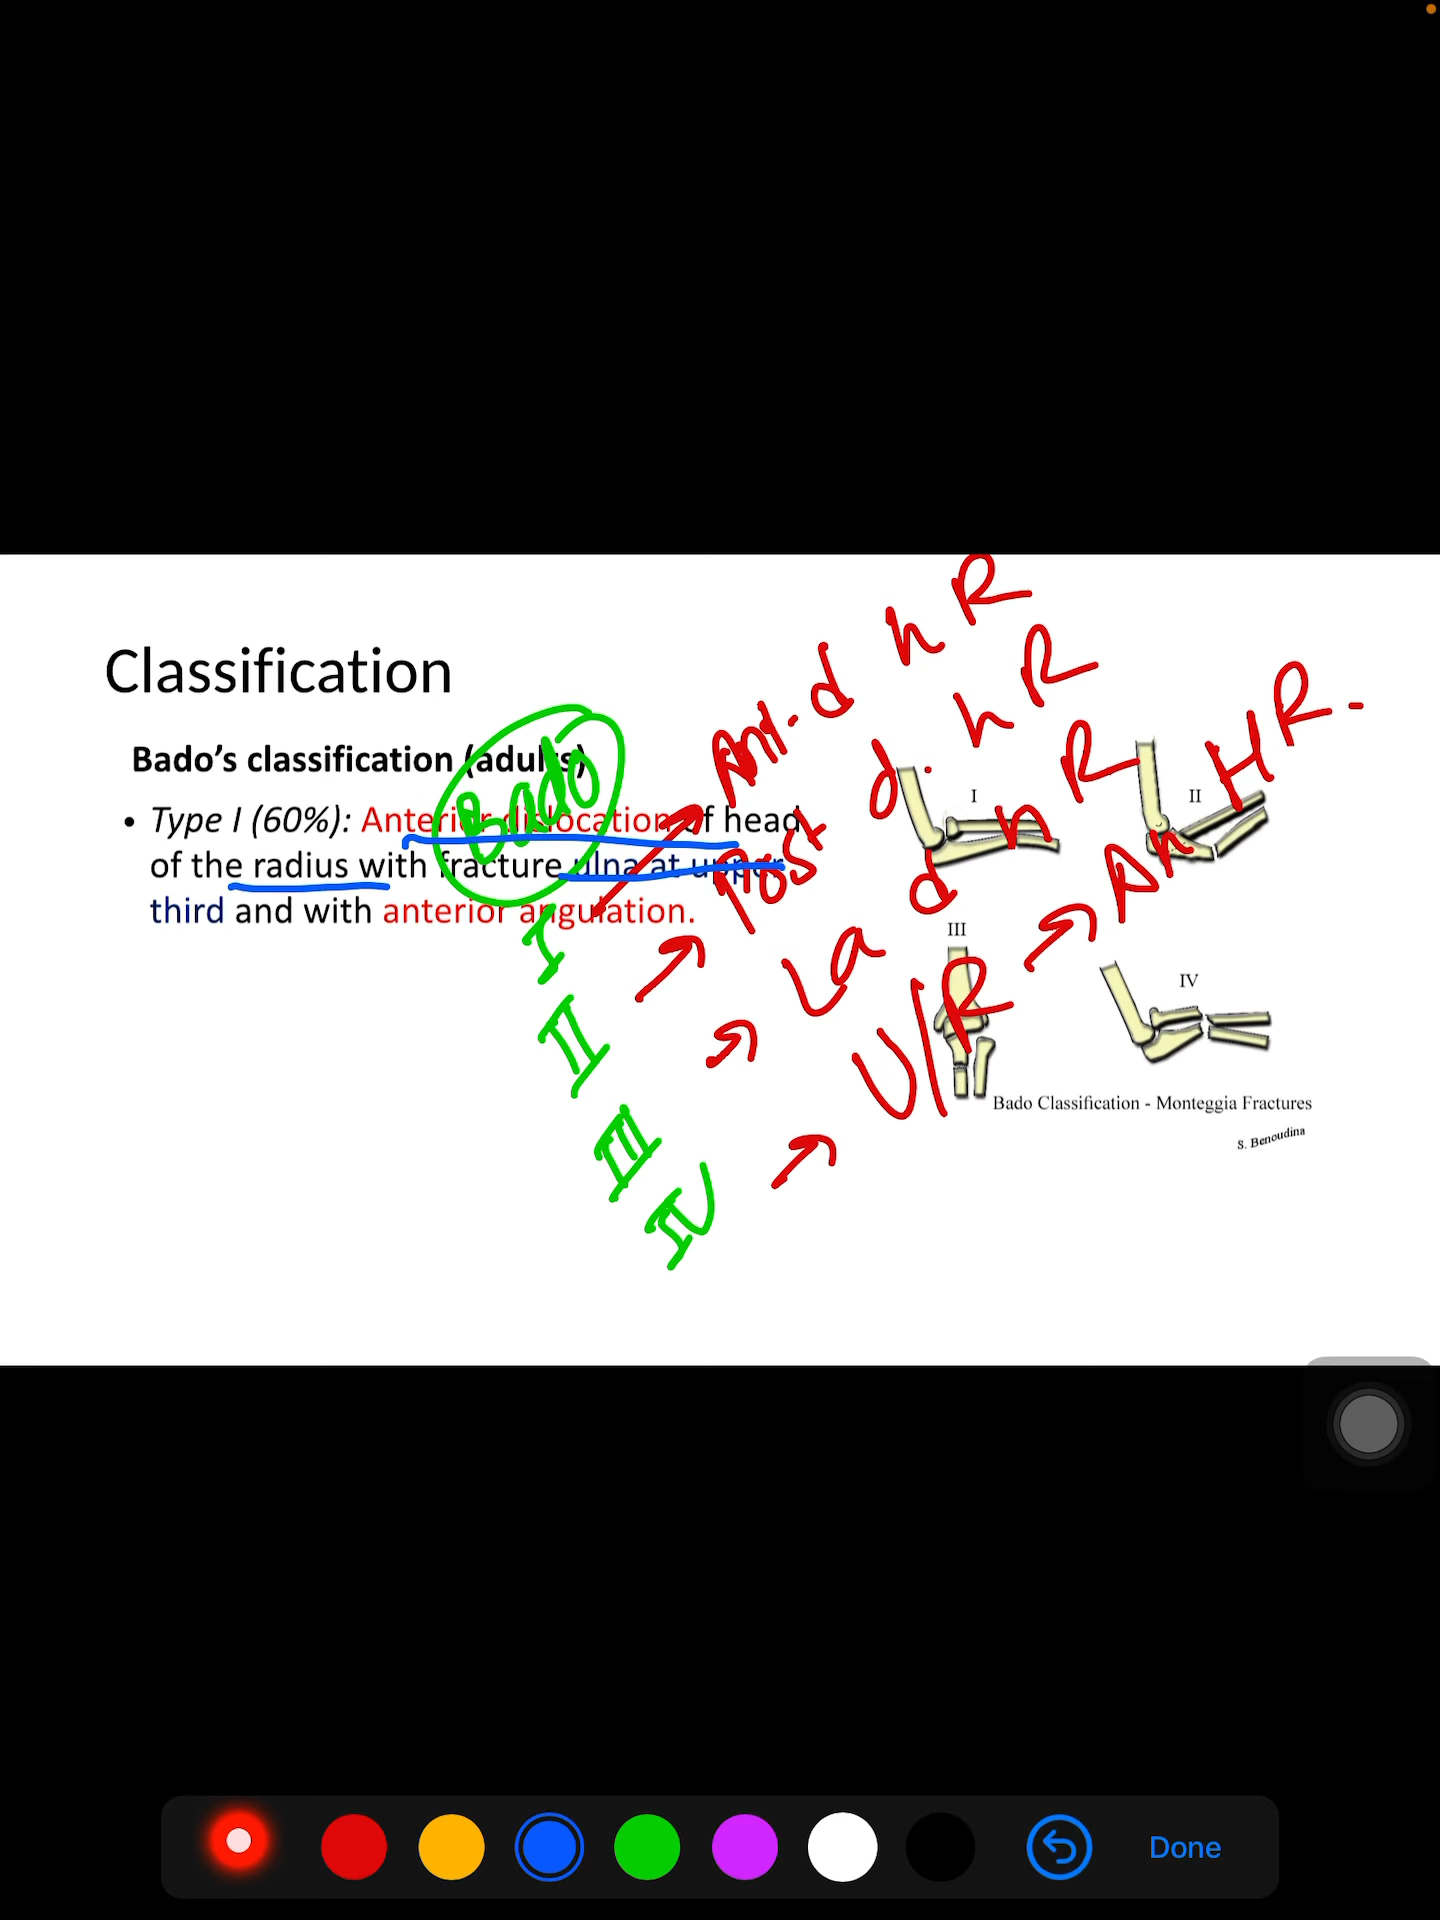 Classification
Bado's classification (adults)
Bado
• Type I (60%): Anterior dislocation of head
of the radius with fracture ulna at upper
third and with anterior angulation.
I → Ant. d h R
II → Post d. h R
III → La d h R
IV → U/R → An H R.
I
II
III
IV
Bado Classification - Monteggia Fractures
S. Benoudina
Done